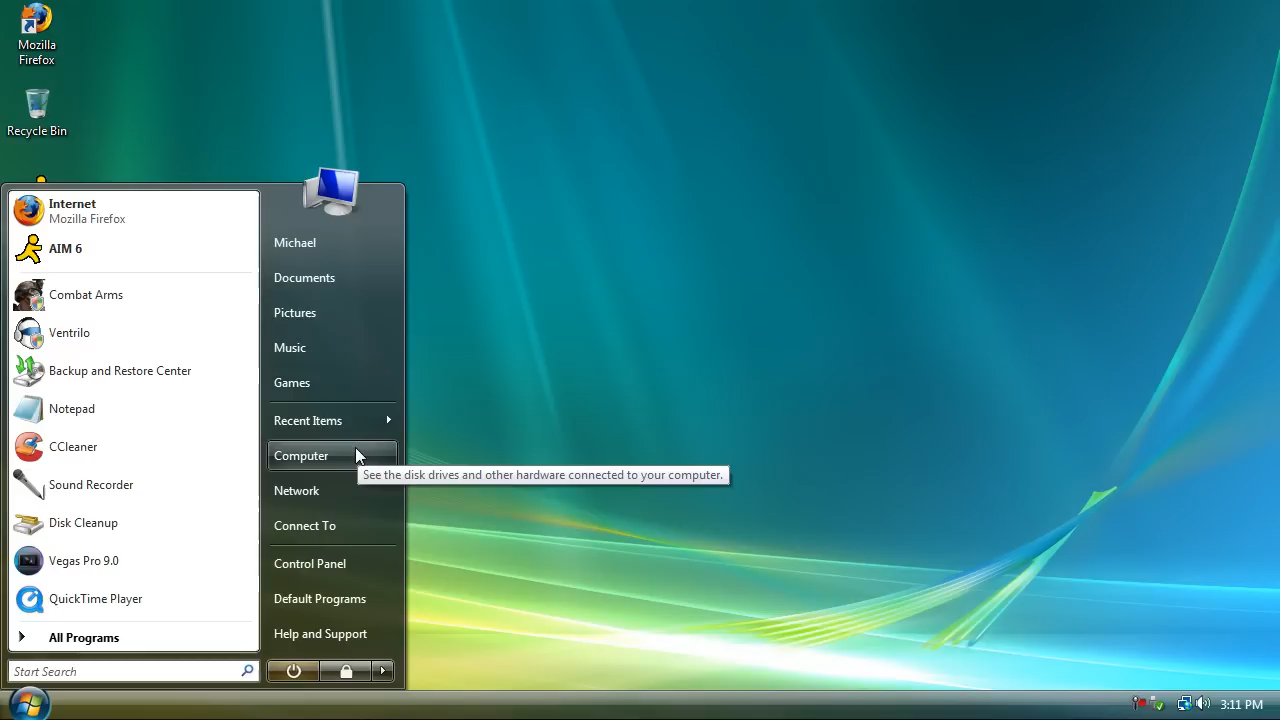 Mozilla
Firefox
Recycle Bin
Internet
Mozilla Firefox
AIM 6
Combat Arms
Ventrilo
Backup and Restore Center
Notepad
CCleaner
Sound Recorder
Disk Cleanup
Vegas Pro 9.0
QuickTime Player
All Programs
Start Search
Michael
Documents
Pictures
Music
Games
Recent Items
Computer
See the disk drives and other hardware connected to your computer.
Network
Connect To
Control Panel
Default Programs
Help and Support
3:11 PM